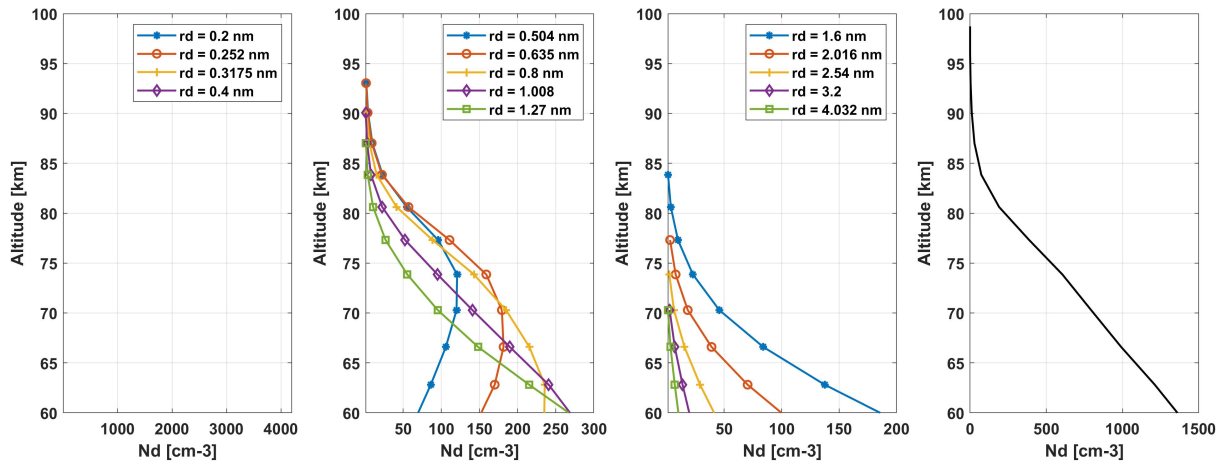 100
95
90
85
80
75
70
65
60
Altitude [km]
1000 2000 3000 4000
Nd [cm-3]
rd = 0.2 nm
rd = 0.252 nm
rd = 0.3175 nm
rd = 0.4 nm
100
95
90
85
80
75
70
65
60
Altitude [km]
50 100 150 200 250 300
Nd [cm-3]
rd = 0.504 nm
rd = 0.635 nm
rd = 0.8 nm
rd = 1.008
rd = 1.27 nm
100
95
90
85
80
75
70
65
60
Altitude [km]
50 100 150 200
Nd [cm-3]
rd = 1.6 nm
rd = 2.016 nm
rd = 2.54 nm
rd = 3.2
rd = 4.032 nm
100
95
90
85
80
75
70
65
60
Altitude [km]
0 500 1000 1500
Nd [cm-3]